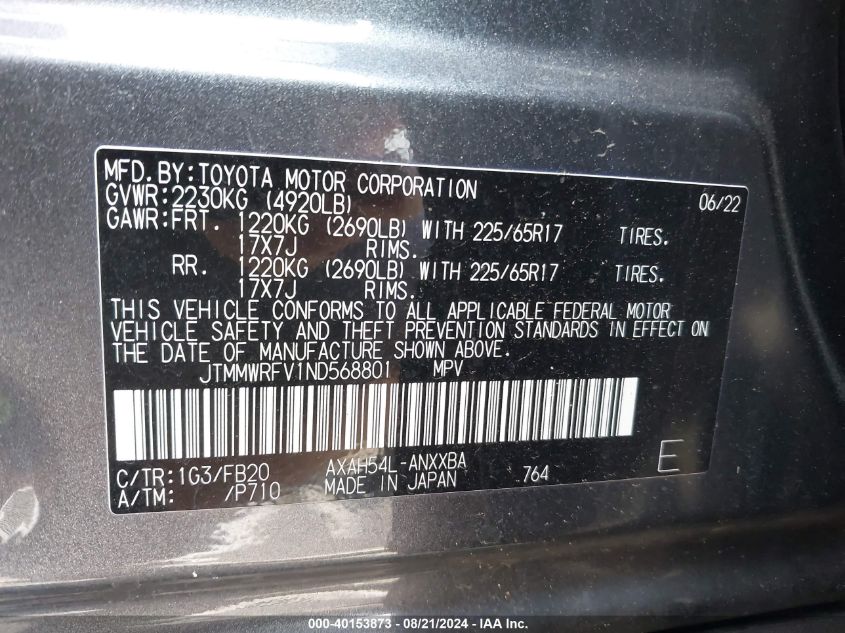 MFD.BY:TOYOTA MOTOR CORPORATION 06/22
GVWR:2230KG (4920LB)
GAWR:FRT. 1220KG (2690LB) WITH 225/65R17 TIRES.
17X7J RIMS.
RR. 1220KG (2690LB) WITH 225/65R17 TIRES.
17X7J RIMS.
THIS VEHICLE CONFORMS TO ALL APPLICABLE FEDERAL MOTOR
VEHICLE SAFETY AND THEFT PREVENTION STANDARDS IN EFFECT ON
THE DATE OF MANUFACTURE SHOWN ABOVE.
JTMMWRFV1ND568801 MPV
C/TR:1G3/FB20 AXAH54L-ANXXBA 764 E
A/TM: /P710 MADE IN JAPAN
000-40153873 - 08/21/2024 - IAA Inc.